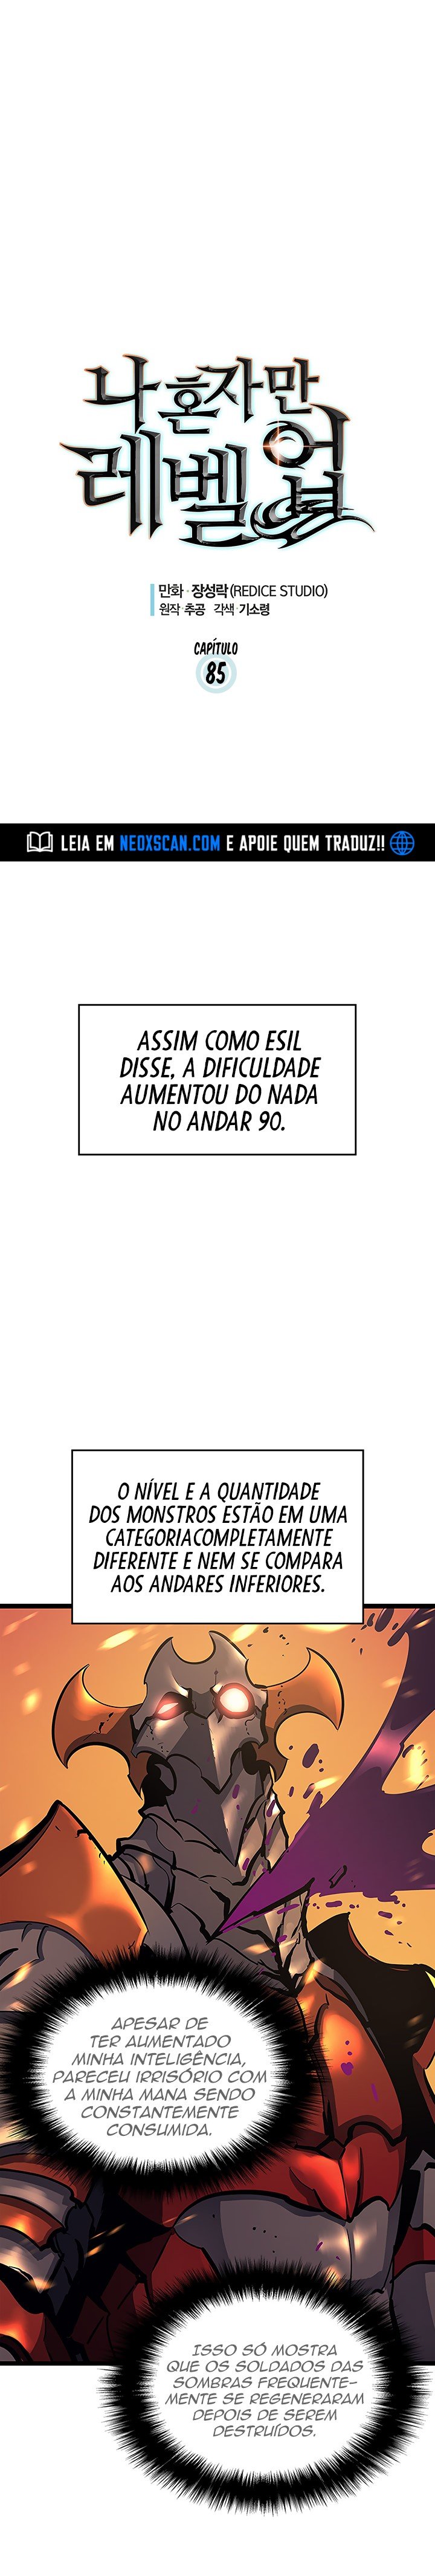 나 혼자만
레벨업
만화·장성락(REDICE STUDIO)
원작·추공 각색·기소령
CAPÍTULO
85
LEIA EM NEOXSCAN.COM E APOIE QUEM TRADUZ!!
ASSIM COMO ESIL
DISSE, A DIFICULDADE
AUMENTOU DO NADA
NO ANDAR 90.
O NÍVEL E A QUANTIDADE
DOS MONSTROS ESTÃO EM UMA
CATEGORIACOMPLETAMENTE
DIFERENTE E NEM SE COMPARA
AOS ANDARES INFERIORES.
APESAR DE
TER AUMENTADO
MINHA INTELIGÊNCIA,
PARECEU IRRISÓRIO COM
A MINHA MANA SENDO
CONSTANTEMENTE
CONSUMIDA.
ISSO SÓ MOSTRA
QUE OS SOLDADOS DAS
SOMBRAS FREQUENTE-
MENTE SE REGENERARAM
DEPOIS DE SEREM
DESTRUÍDOS.